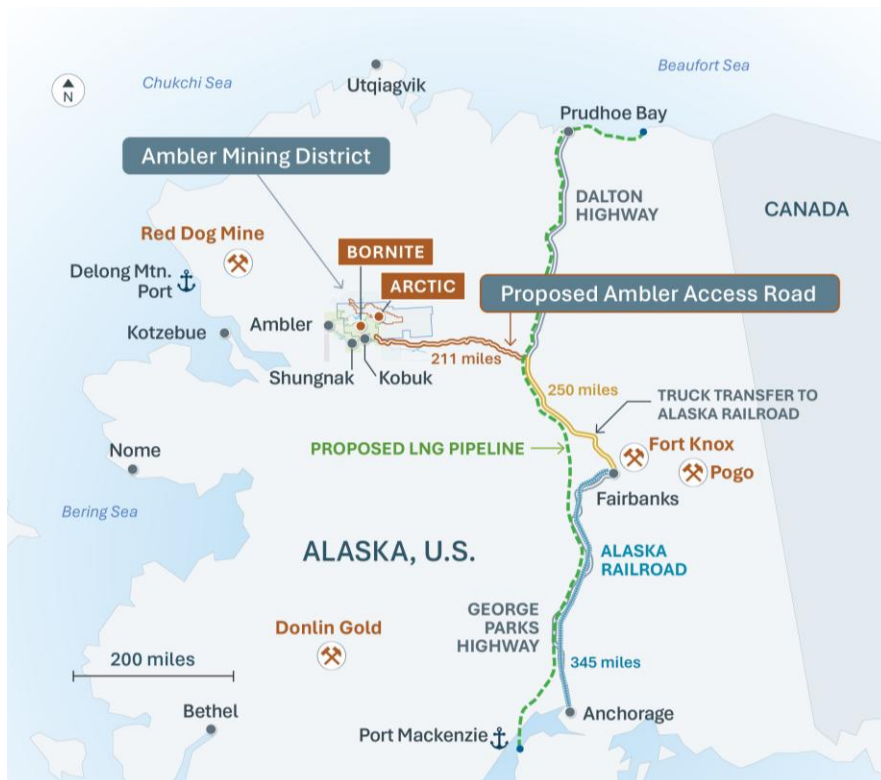 Chukchi Sea
Beaufort Sea
N
Utqiagvik
Prudhoe Bay
Ambler Mining District
DALTON
HIGHWAY
CANADA
Red Dog Mine
BORNITE
Delong Mtn.
Port
ARCTIC
Proposed Ambler Access Road
Ambler
Kotzebue
211 miles
Shungnak
Kobuk
250 miles
TRUCK TRANSFER TO
ALASKA RAILROAD
Nome
PROPOSED LNG PIPELINE
Fort Knox
Pogo
Fairbanks
Bering Sea
ALASKA, U.S.
ALASKA
RAILROAD
GEORGE
PARKS
HIGHWAY
Donlin Gold
200 miles
345 miles
Bethel
Anchorage
Port Mackenzie